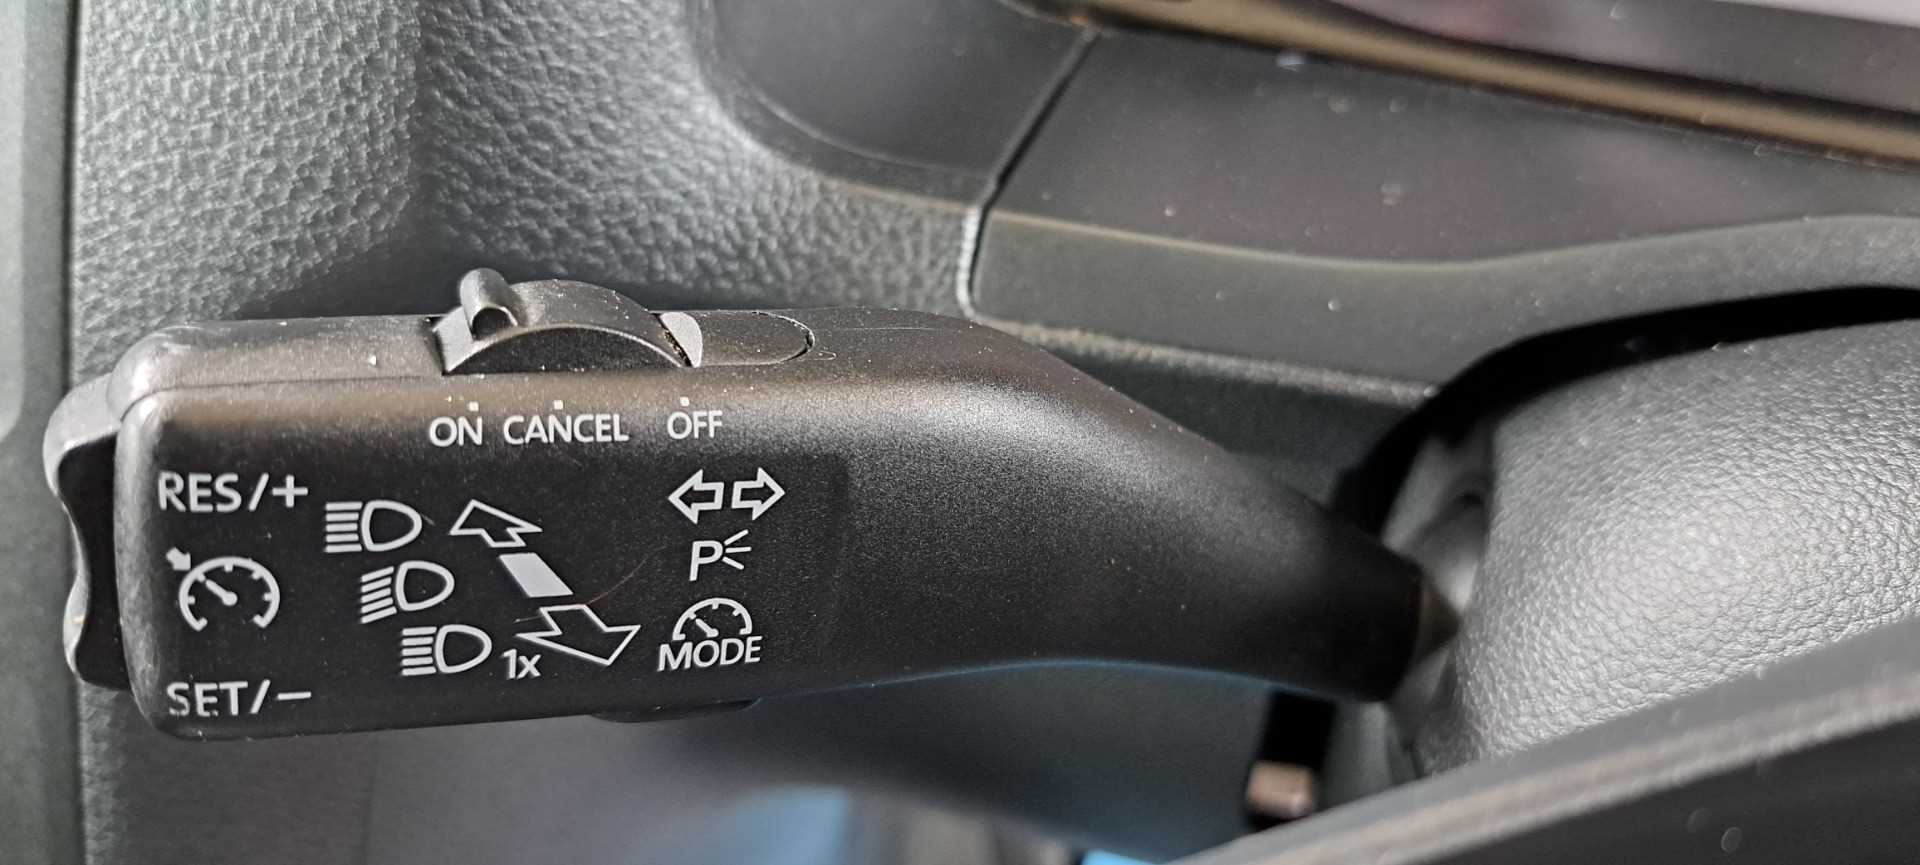 ON CANCEL OFF
RES/+
P
1x
MODE
SET/−